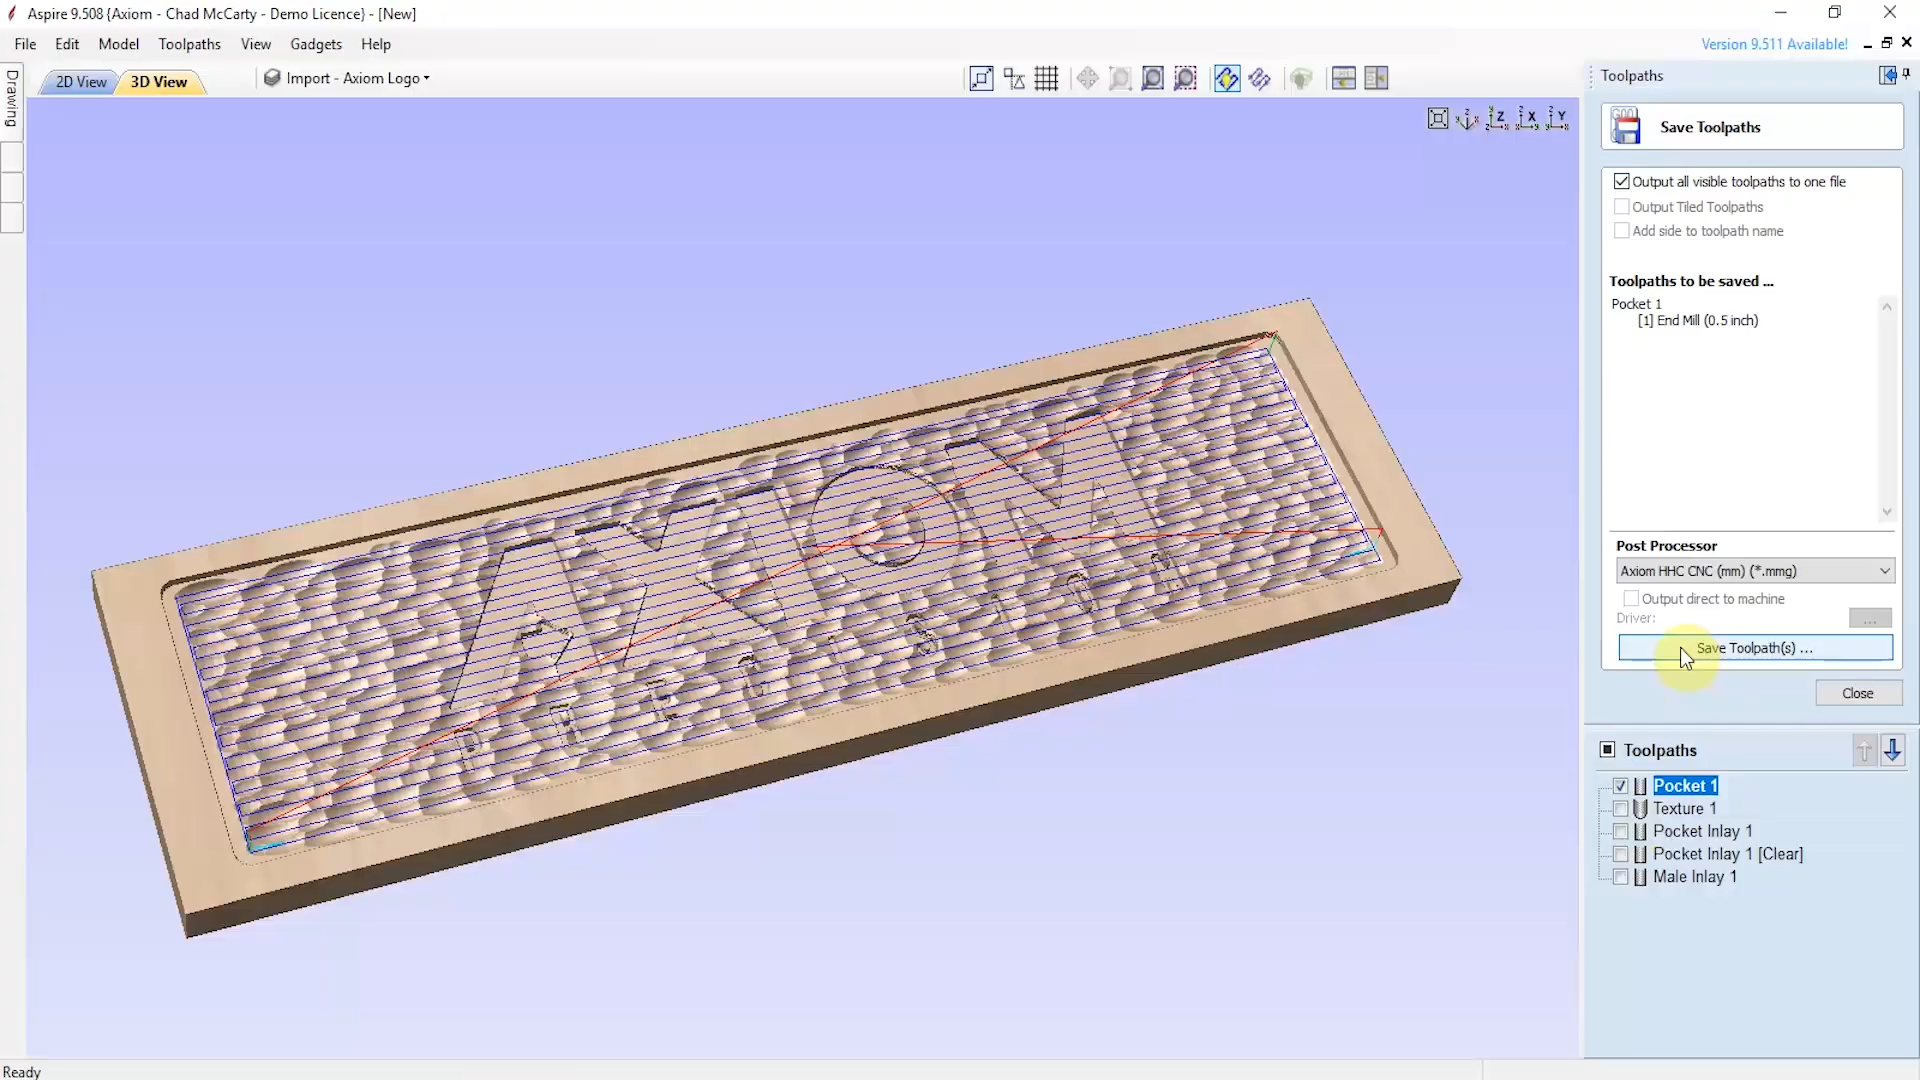 Aspire 9.508 {Axiom - Chad McCarty - Demo Licence} - [New]
File Edit Model Toolpaths View Gadgets Help
Version 9.511 Available!
Drawing
2D View
3D View
Import - Axiom Logo
Z X Y
Toolpaths
Save Toolpaths
Output all visible toolpaths to one file
Output Tiled Toolpaths
Add side to toolpath name
Toolpaths to be saved ...
Pocket 1
[1] End Mill (0.5 inch)
Post Processor
Axiom HHC CNC (mm) (*.mmg)
Output direct to machine
Driver:
...
Save Toolpath(s) ...
Close
Toolpaths
Pocket 1
Texture 1
Pocket Inlay 1
Pocket Inlay 1 [Clear]
Male Inlay 1
AXIOM
PRECISION
Ready